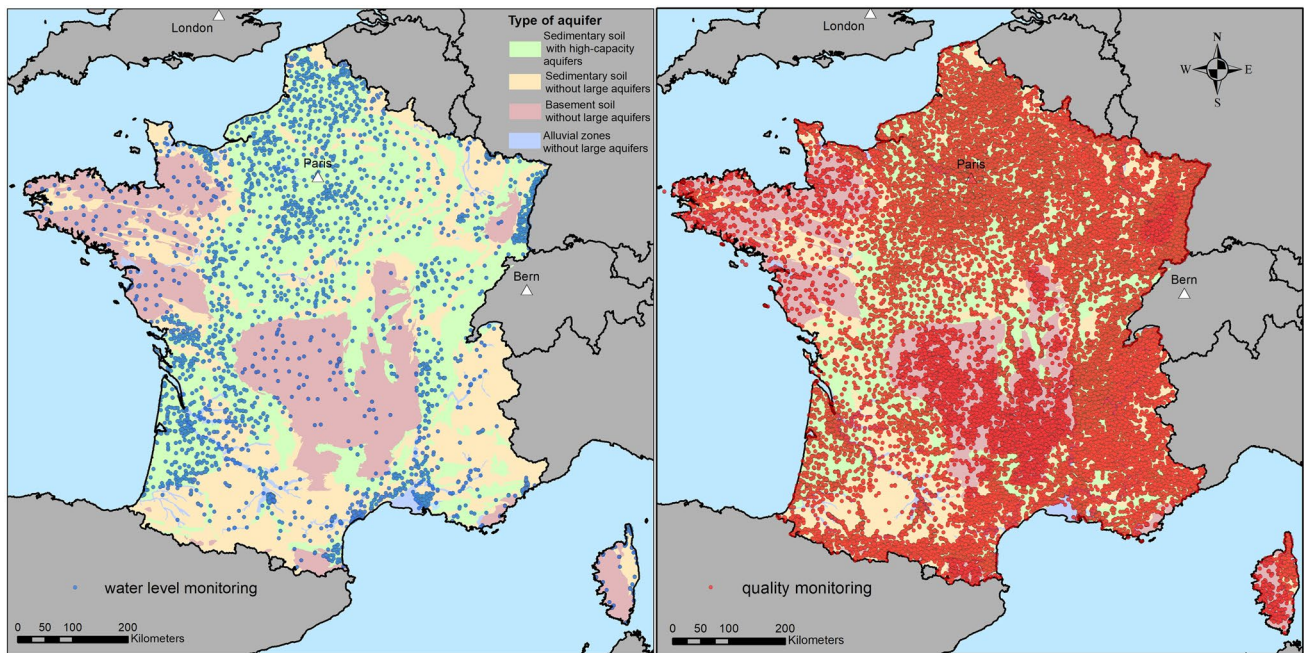 London
Type of aquifer
Sedimentary soil
with high-capacity
aquifers
Sedimentary soil
without large aquifers
Basement soil
without large aquifers
Alluvial zones
without large aquifers
Paris
Bern
water level monitoring
0 50 100 200
Kilometers
London
N
W E
S
Paris
Bern
quality monitoring
0 50 100 200
Kilometers